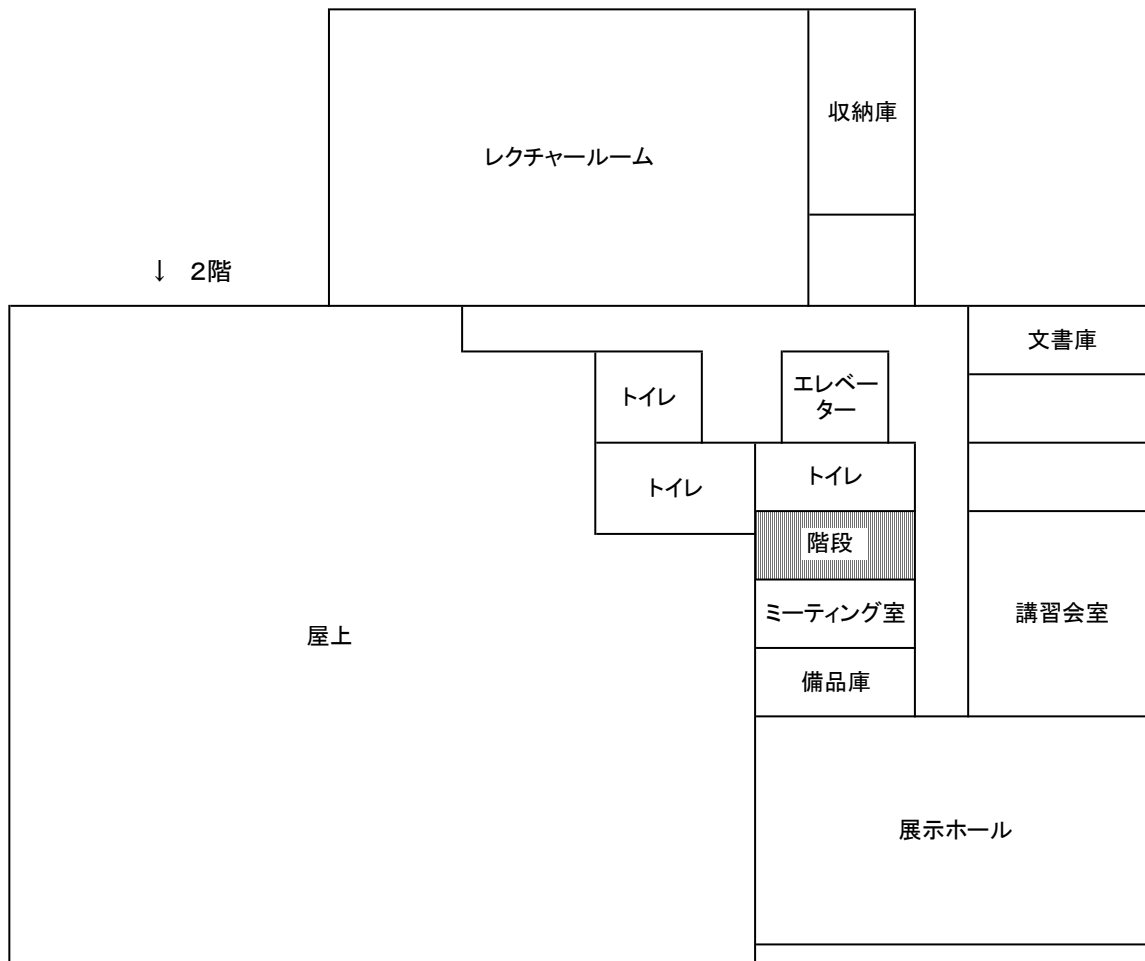 収納庫
レクチャールーム
↓　２階
文書庫
トイレ
エレベー
ター
トイレ
トイレ
階段
ミーティング室
講習会室
屋上
備品庫
展示ホール